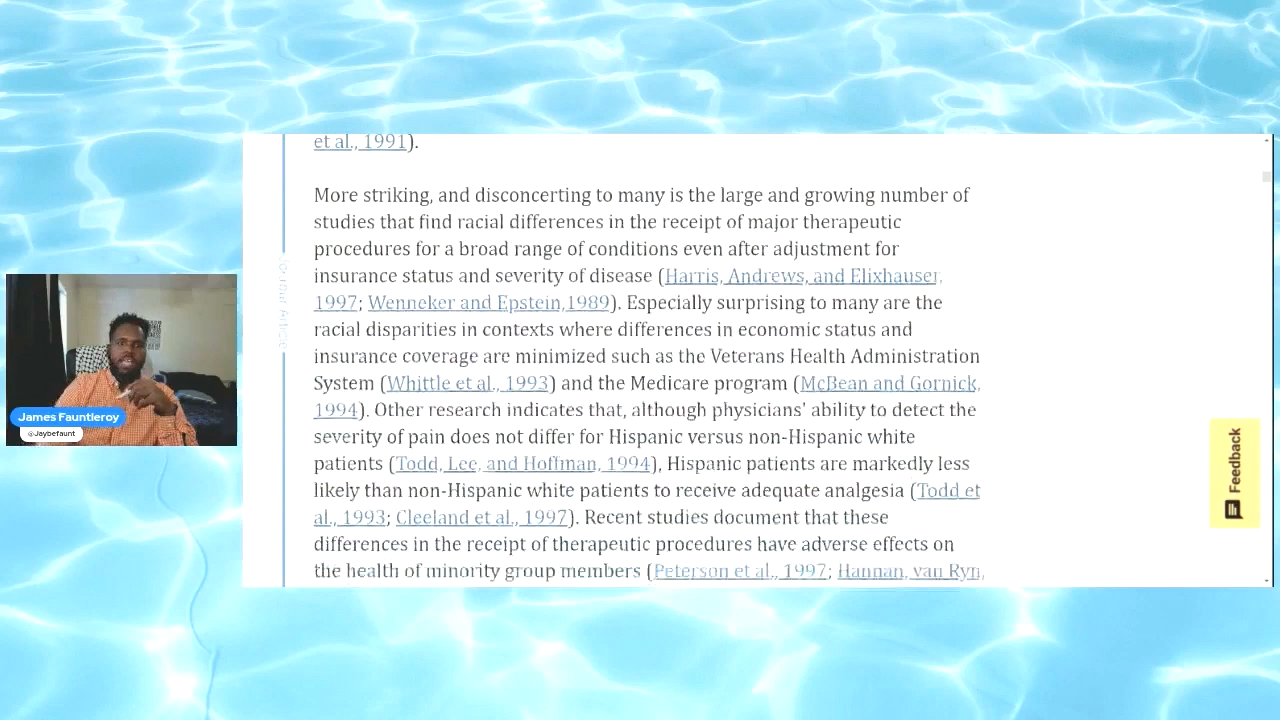 et al., 1991).
More striking, and disconcerting to many is the large and growing number of
studies that find racial differences in the receipt of major therapeutic
procedures for a broad range of conditions even after adjustment for
insurance status and severity of disease (Harris, Andrews, and Elixhauser,
1997; Wenneker and Epstein,1989). Especially surprising to many are the
racial disparities in contexts where differences in economic status and
insurance coverage are minimized such as the Veterans Health Administration
System (Whittle et al., 1993) and the Medicare program (McBean and Gornick,
1994). Other research indicates that, although physicians' ability to detect the
severity of pain does not differ for Hispanic versus non-Hispanic white
patients (Todd, Lee, and Hoffman, 1994), Hispanic patients are markedly less
likely than non-Hispanic white patients to receive adequate analgesia (Todd et
al., 1993; Cleeland et al., 1997). Recent studies document that these
differences in the receipt of therapeutic procedures have adverse effects on
the health of minority group members (Peterson et al., 1997; Hannan, van Ryn,
James Fauntleroy
@Jaybefaunt
Feedback